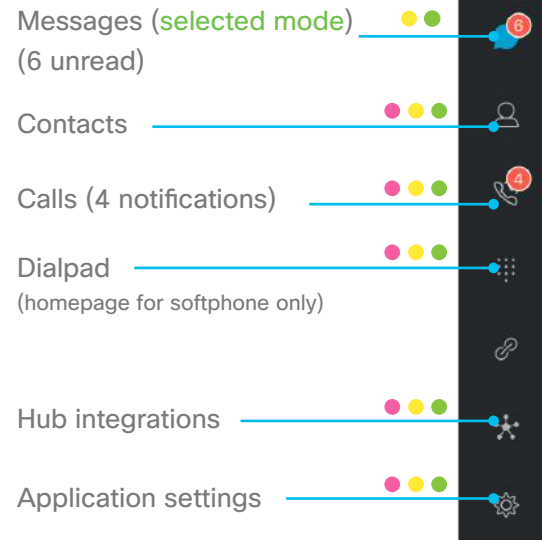 Messages (selected mode)
(6 unread)
6
Contacts
Calls (4 notifications)
4
Dialpad
(homepage for softphone only)
Hub integrations
Application settings